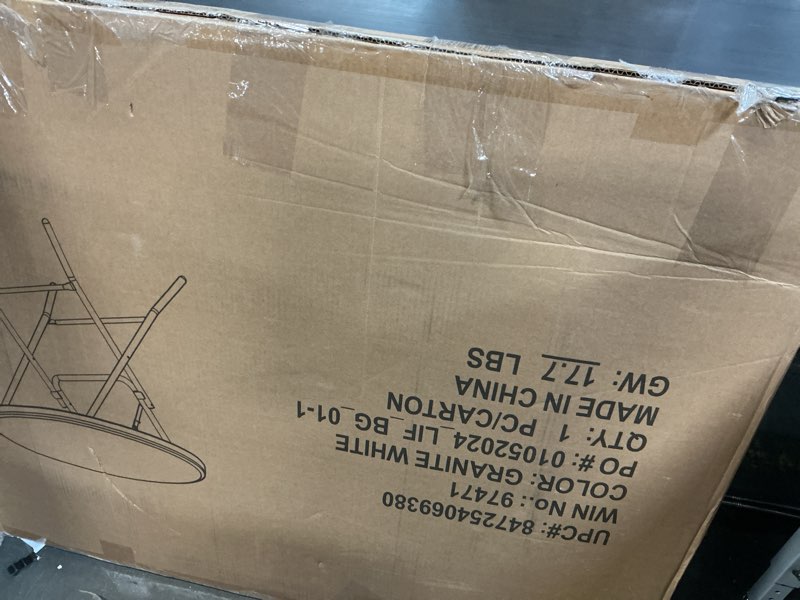 UPC#: 847254069380
WIN No.: 97471
COLOR: GRANITE WHITE
PO #: 01052024_LIF_BG_01-1
QTY: 1 PC/CARTON
MADE IN CHINA
GW: 17.7 LBS